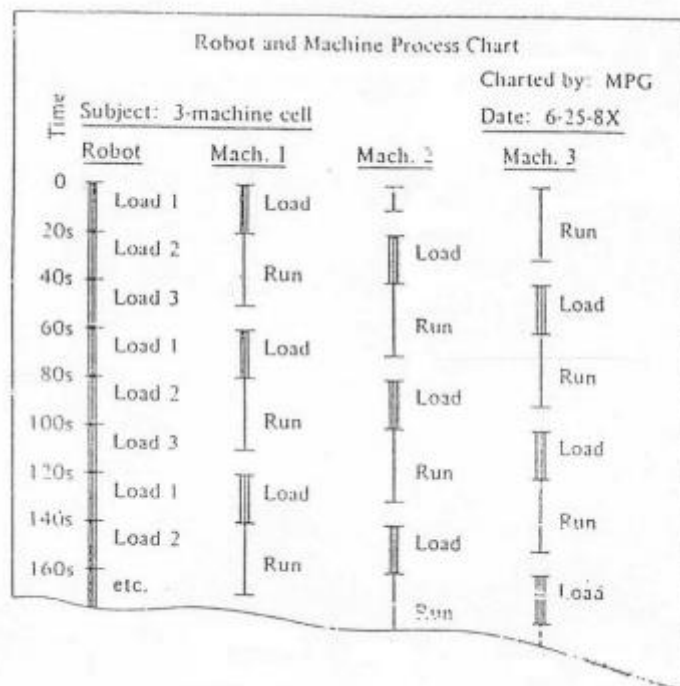 Robot and Machine Process Chart
Charted by: MPG
Time
Subject: 3-machine cell
Date: 6-25-8X
Robot
Mach. 1
Mach. 2
Mach. 3
0
Load 1
Load
Run
20s
Load 2
Load
40s
Run
Load 3
Load
60s
Run
Load 1
Load
80s
Run
Load 2
Load
100s
Run
Load 3
Load
120s
Run
Load 1
Load
140s
Run
Load 2
Load
160s
Run
etc.
Load
Run